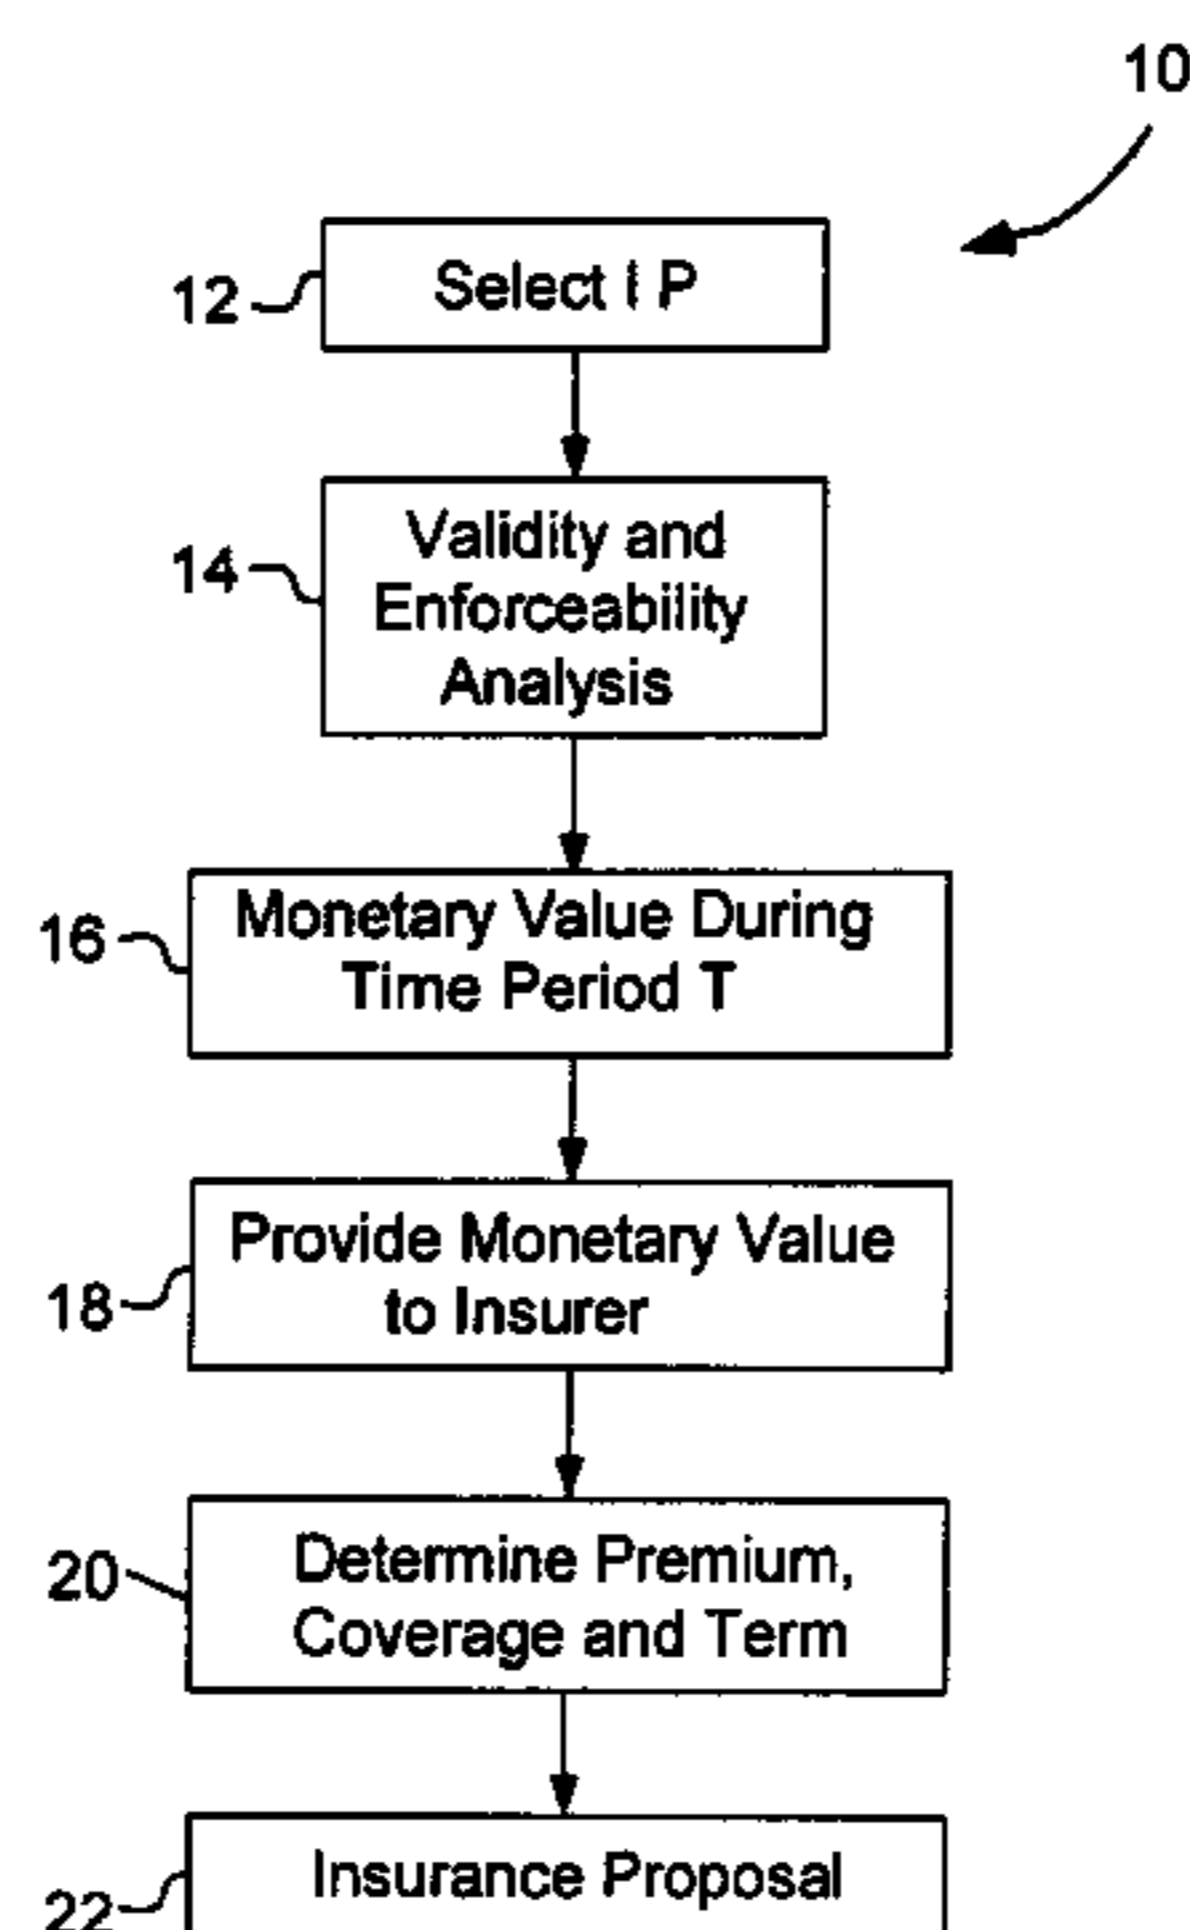 10
12
Select I P
14
Validity and
Enforceability
Analysis
16
Monetary Value During
Time Period T
18
Provide Monetary Value
to Insurer
20
Determine Premium,
Coverage and Term
22
Insurance Proposal